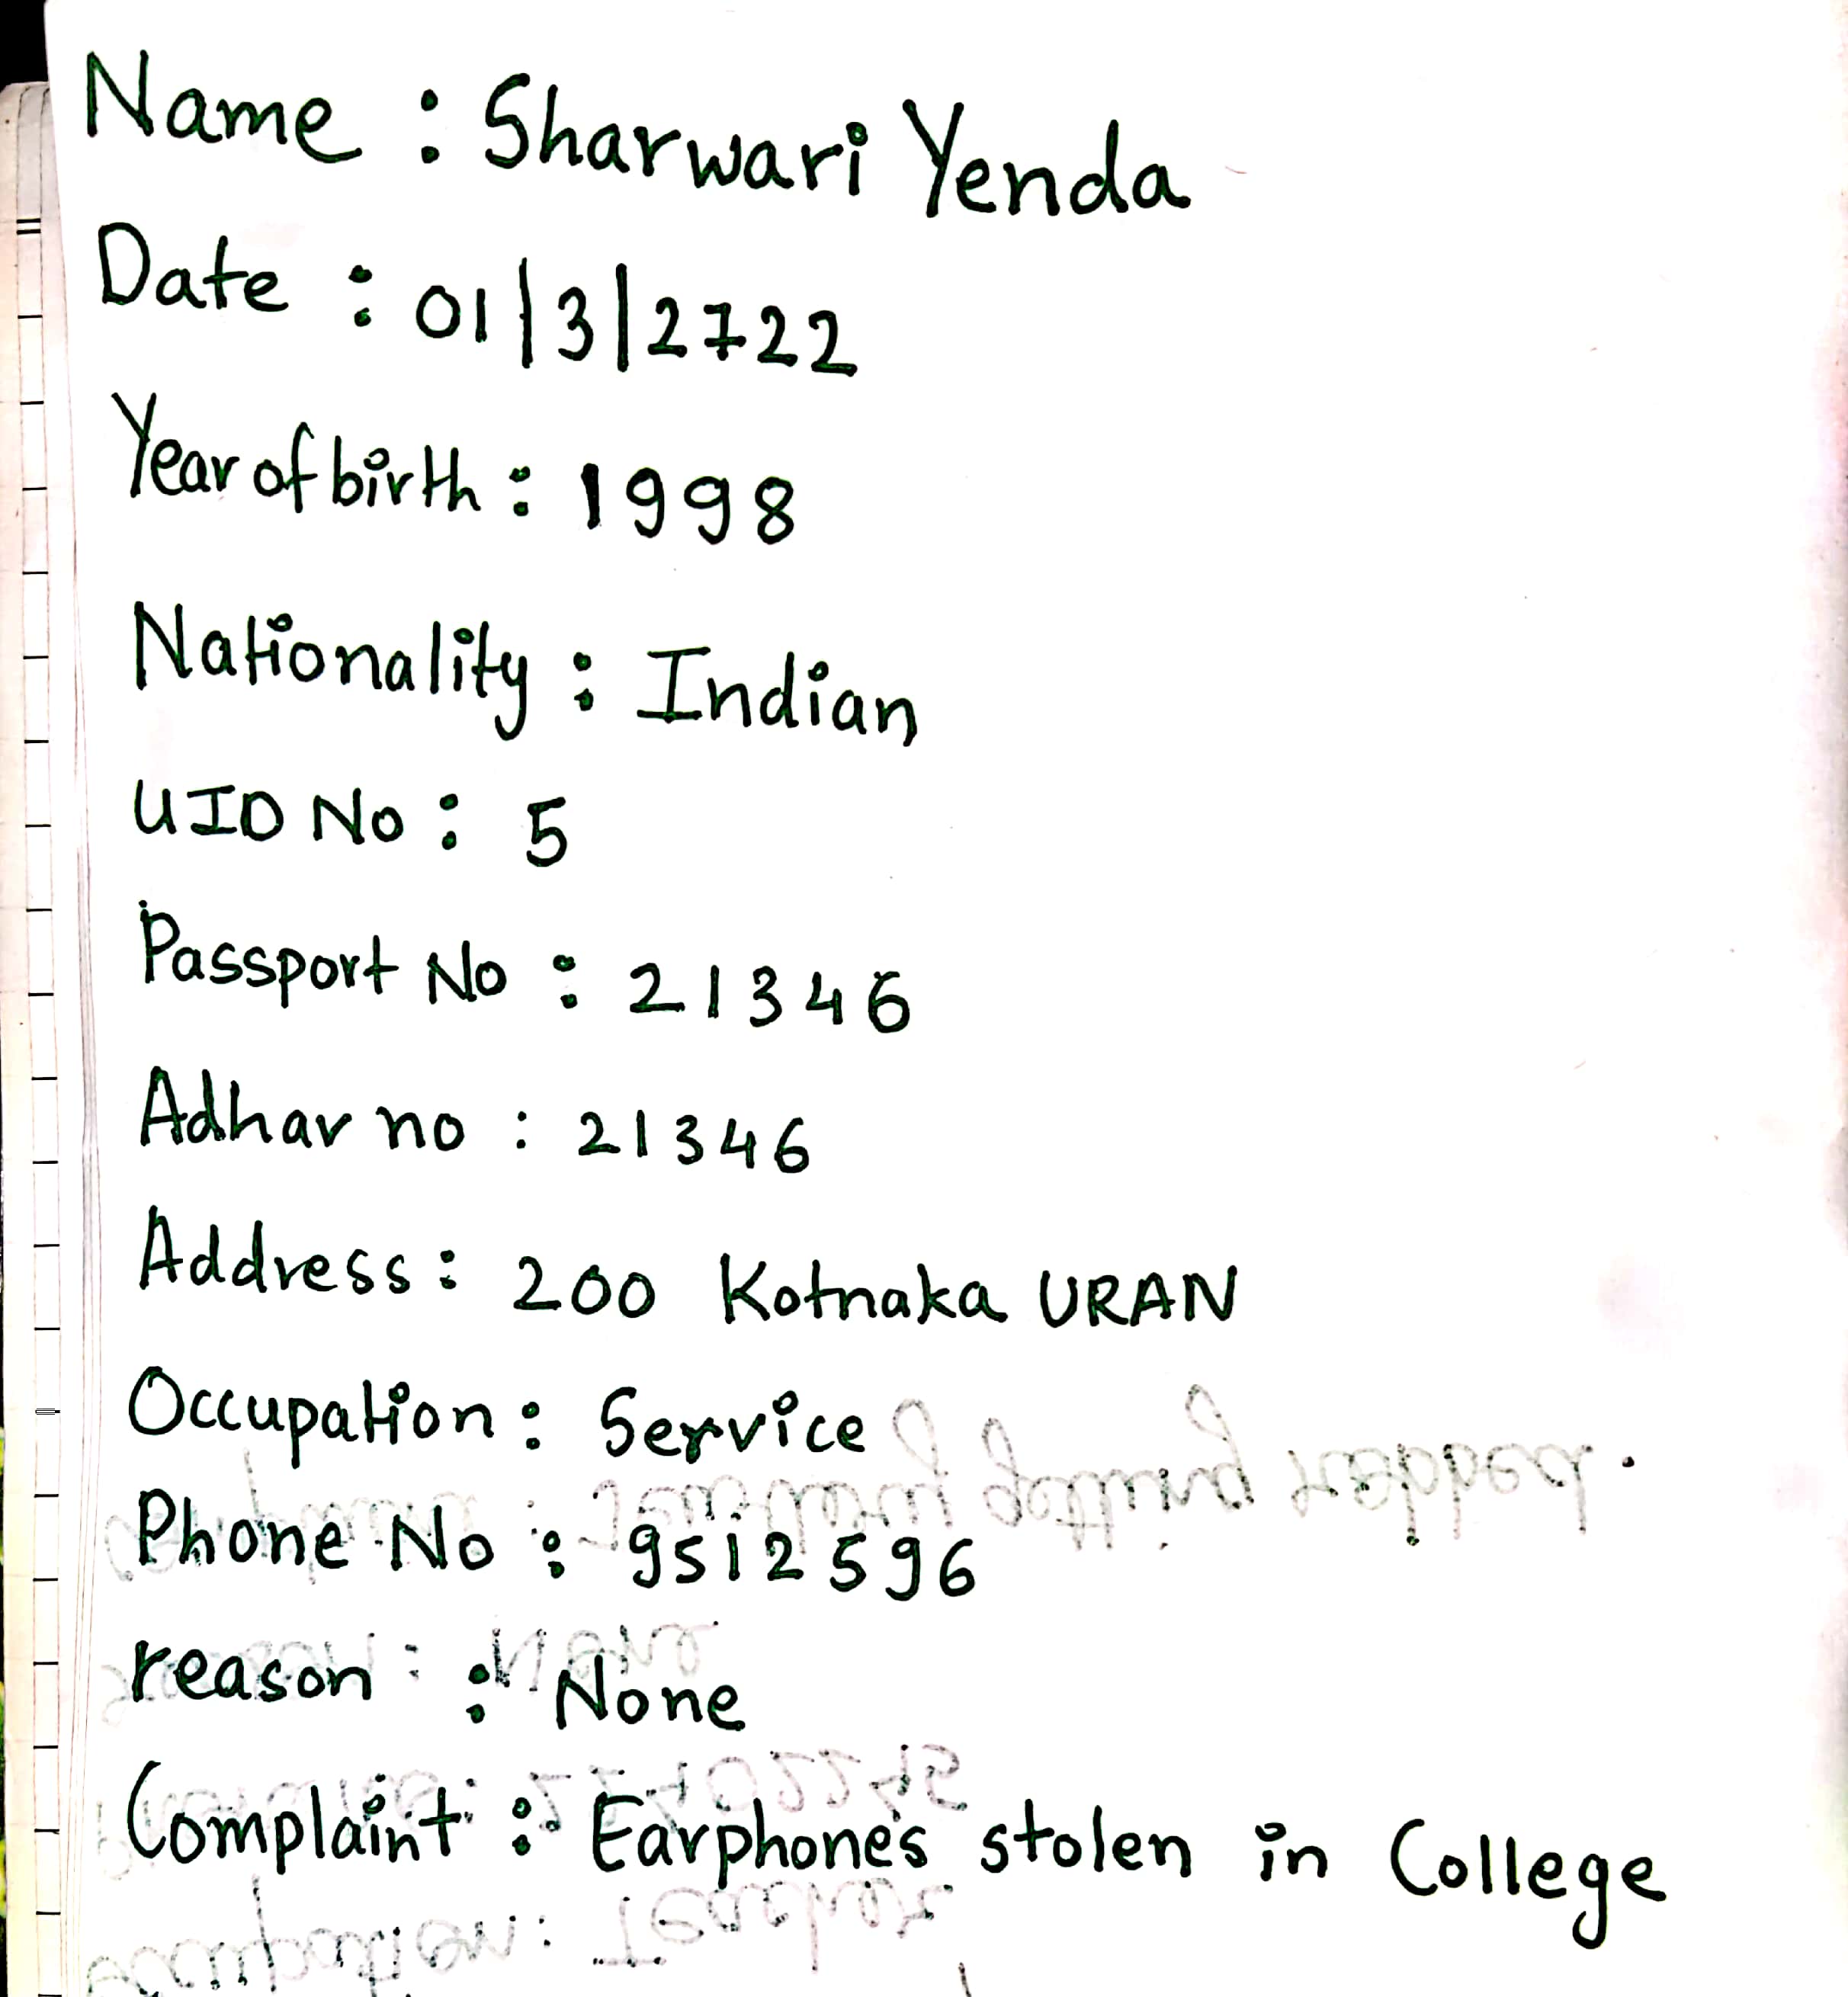 Name : Sharwari Yenda
Date : 01/3/2722
Year of birth : 1998
Nationality : Indian
UID No : 5
Passport No : 21346
Adhar no : 21346
Address : 200 Kotnaka URAN
Occupation : Service
Phone No : 9512596
reason : None
Complaint : Earphones stolen in College